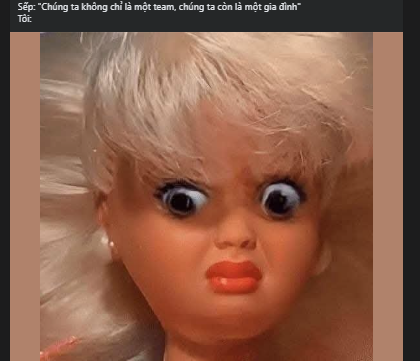 Sếp: "Chúng ta không chỉ là một team, chúng ta còn là một gia đình"
Tôi: